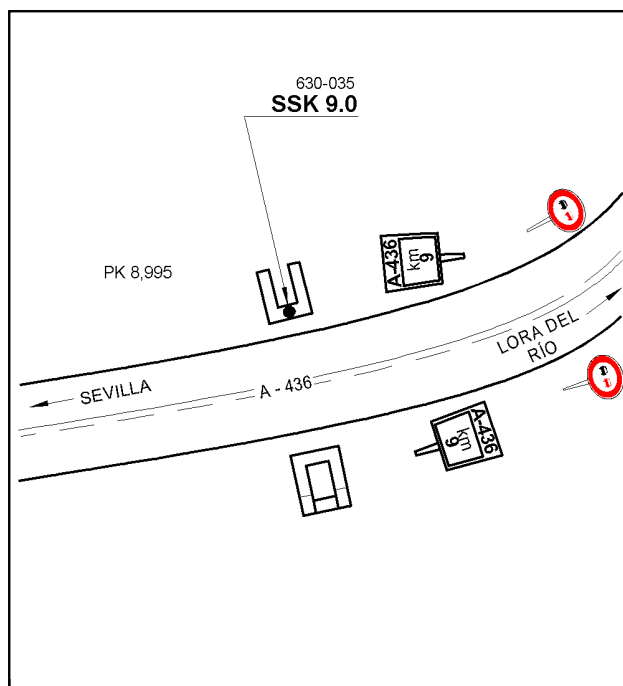 630-035
SSK 9.0
PK 8,995
A-436
km
9
LORA DEL
RÍO
SEVILLA
A - 436
A-436
km
9